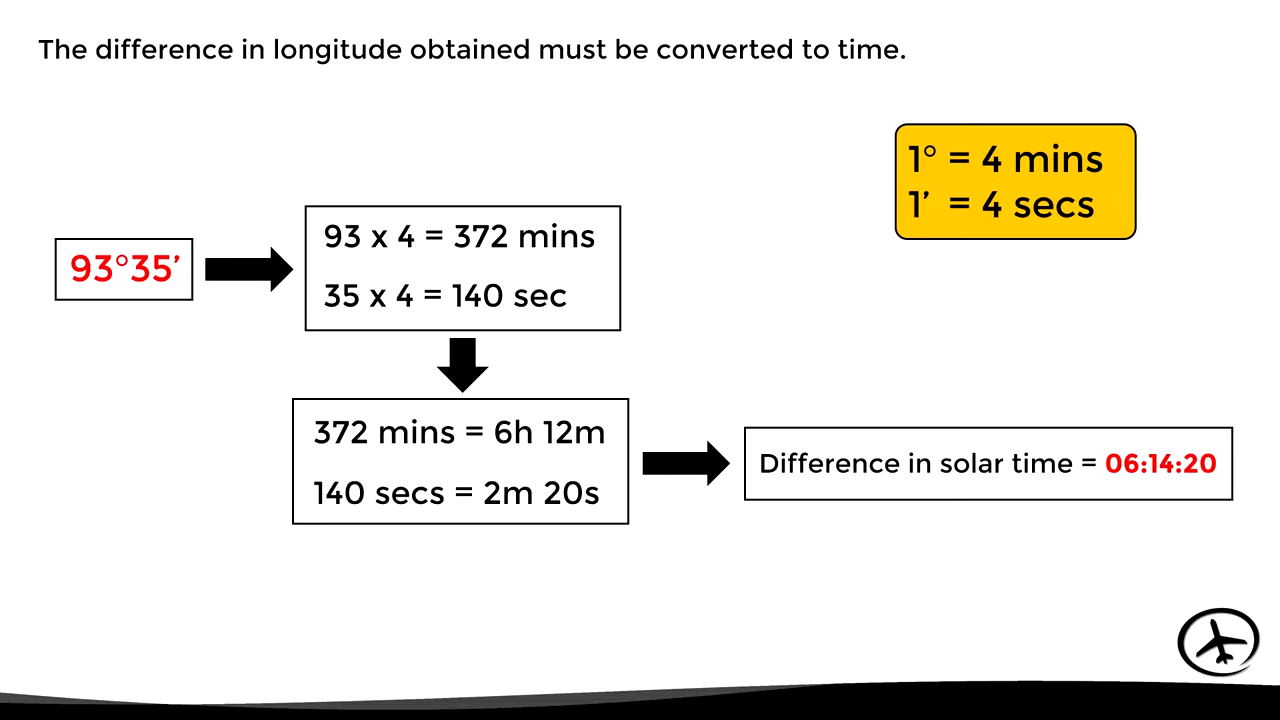 The difference in longitude obtained must be converted to time.
1° = 4 mins
1’ = 4 secs
93°35’
93 x 4 = 372 mins
35 x 4 = 140 sec
372 mins = 6h 12m
140 secs = 2m 20s
Difference in solar time = 06:14:20